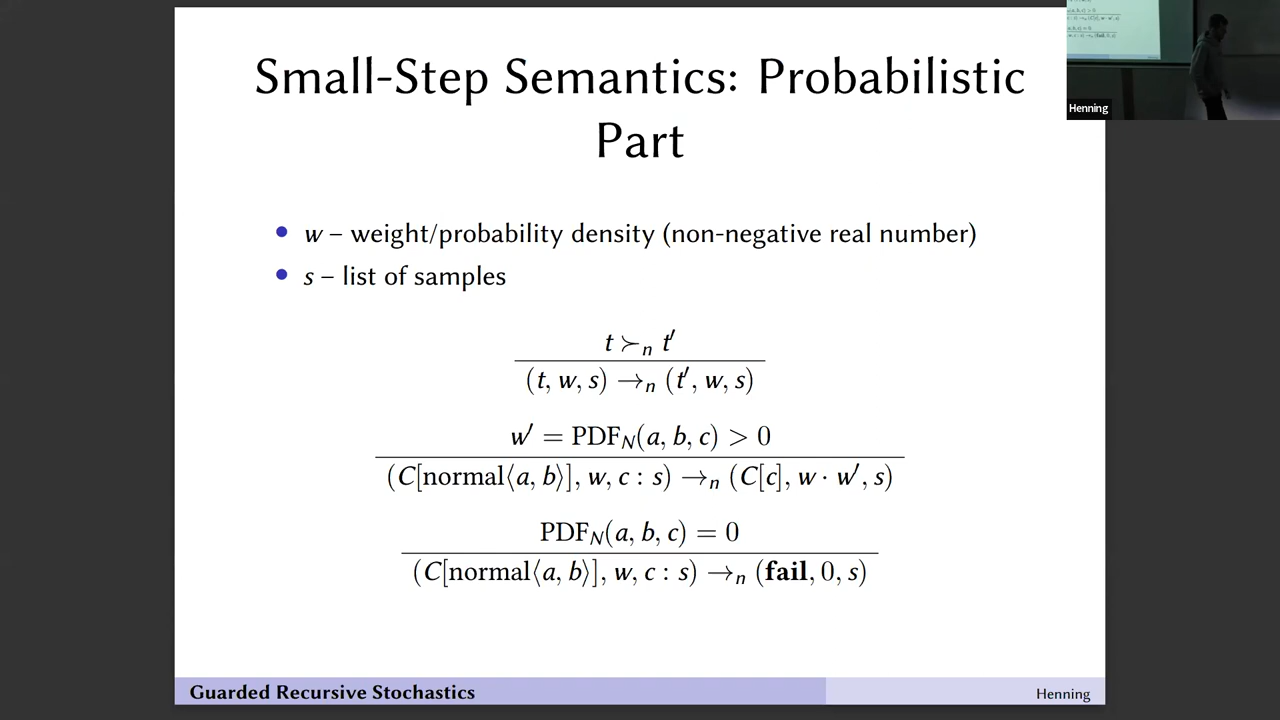 Small-Step Semantics: Probabilistic
Part
• w – weight/probability density (non-negative real number)
• s – list of samples
t ≻ₙ t′
(t, w, s) →ₙ (t′, w, s)
w′ = PDF_N(a, b, c) > 0
(C[normal⟨a, b⟩], w, c : s) →ₙ (C[c], w · w′, s)
PDF_N(a, b, c) = 0
(C[normal⟨a, b⟩], w, c : s) →ₙ (fail, 0, s)
Guarded Recursive Stochastics
Henning
Henning